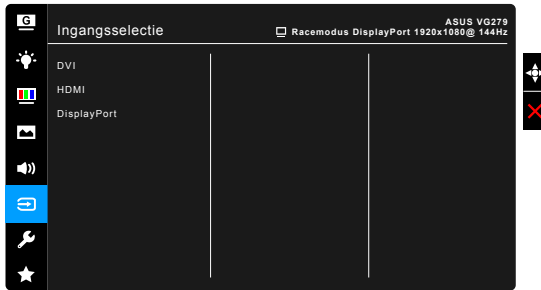 G
Ingangsselectie
ASUS VG279
Racemodus DisplayPort 1920x1080@ 144Hz
DVI
HDMI
DisplayPort